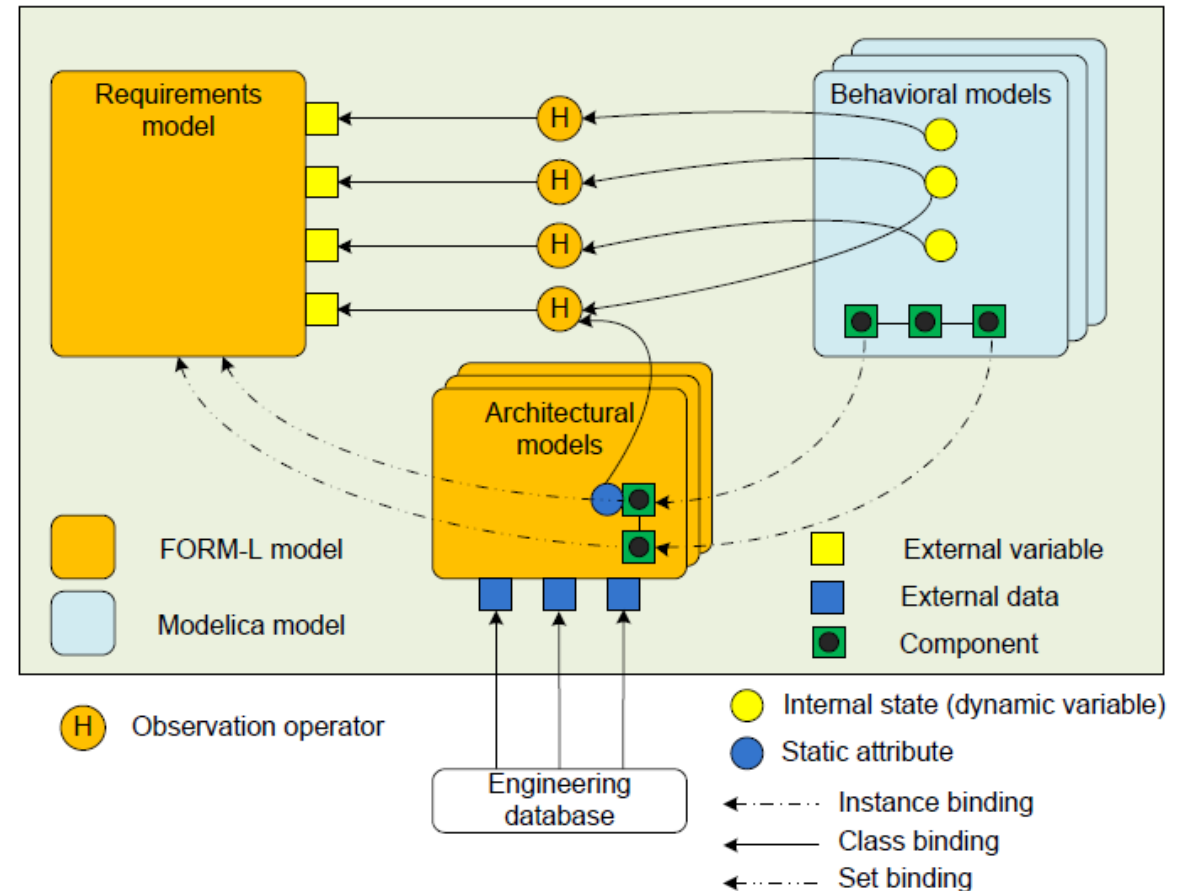 Requirements
model
H
H
H
H
Behavioral models
Architectural
models
FORM-L model
Modelica model
External variable
External data
Component
H
Observation operator
Engineering
database
Internal state (dynamic variable)
Static attribute
Instance binding
Class binding
Set binding